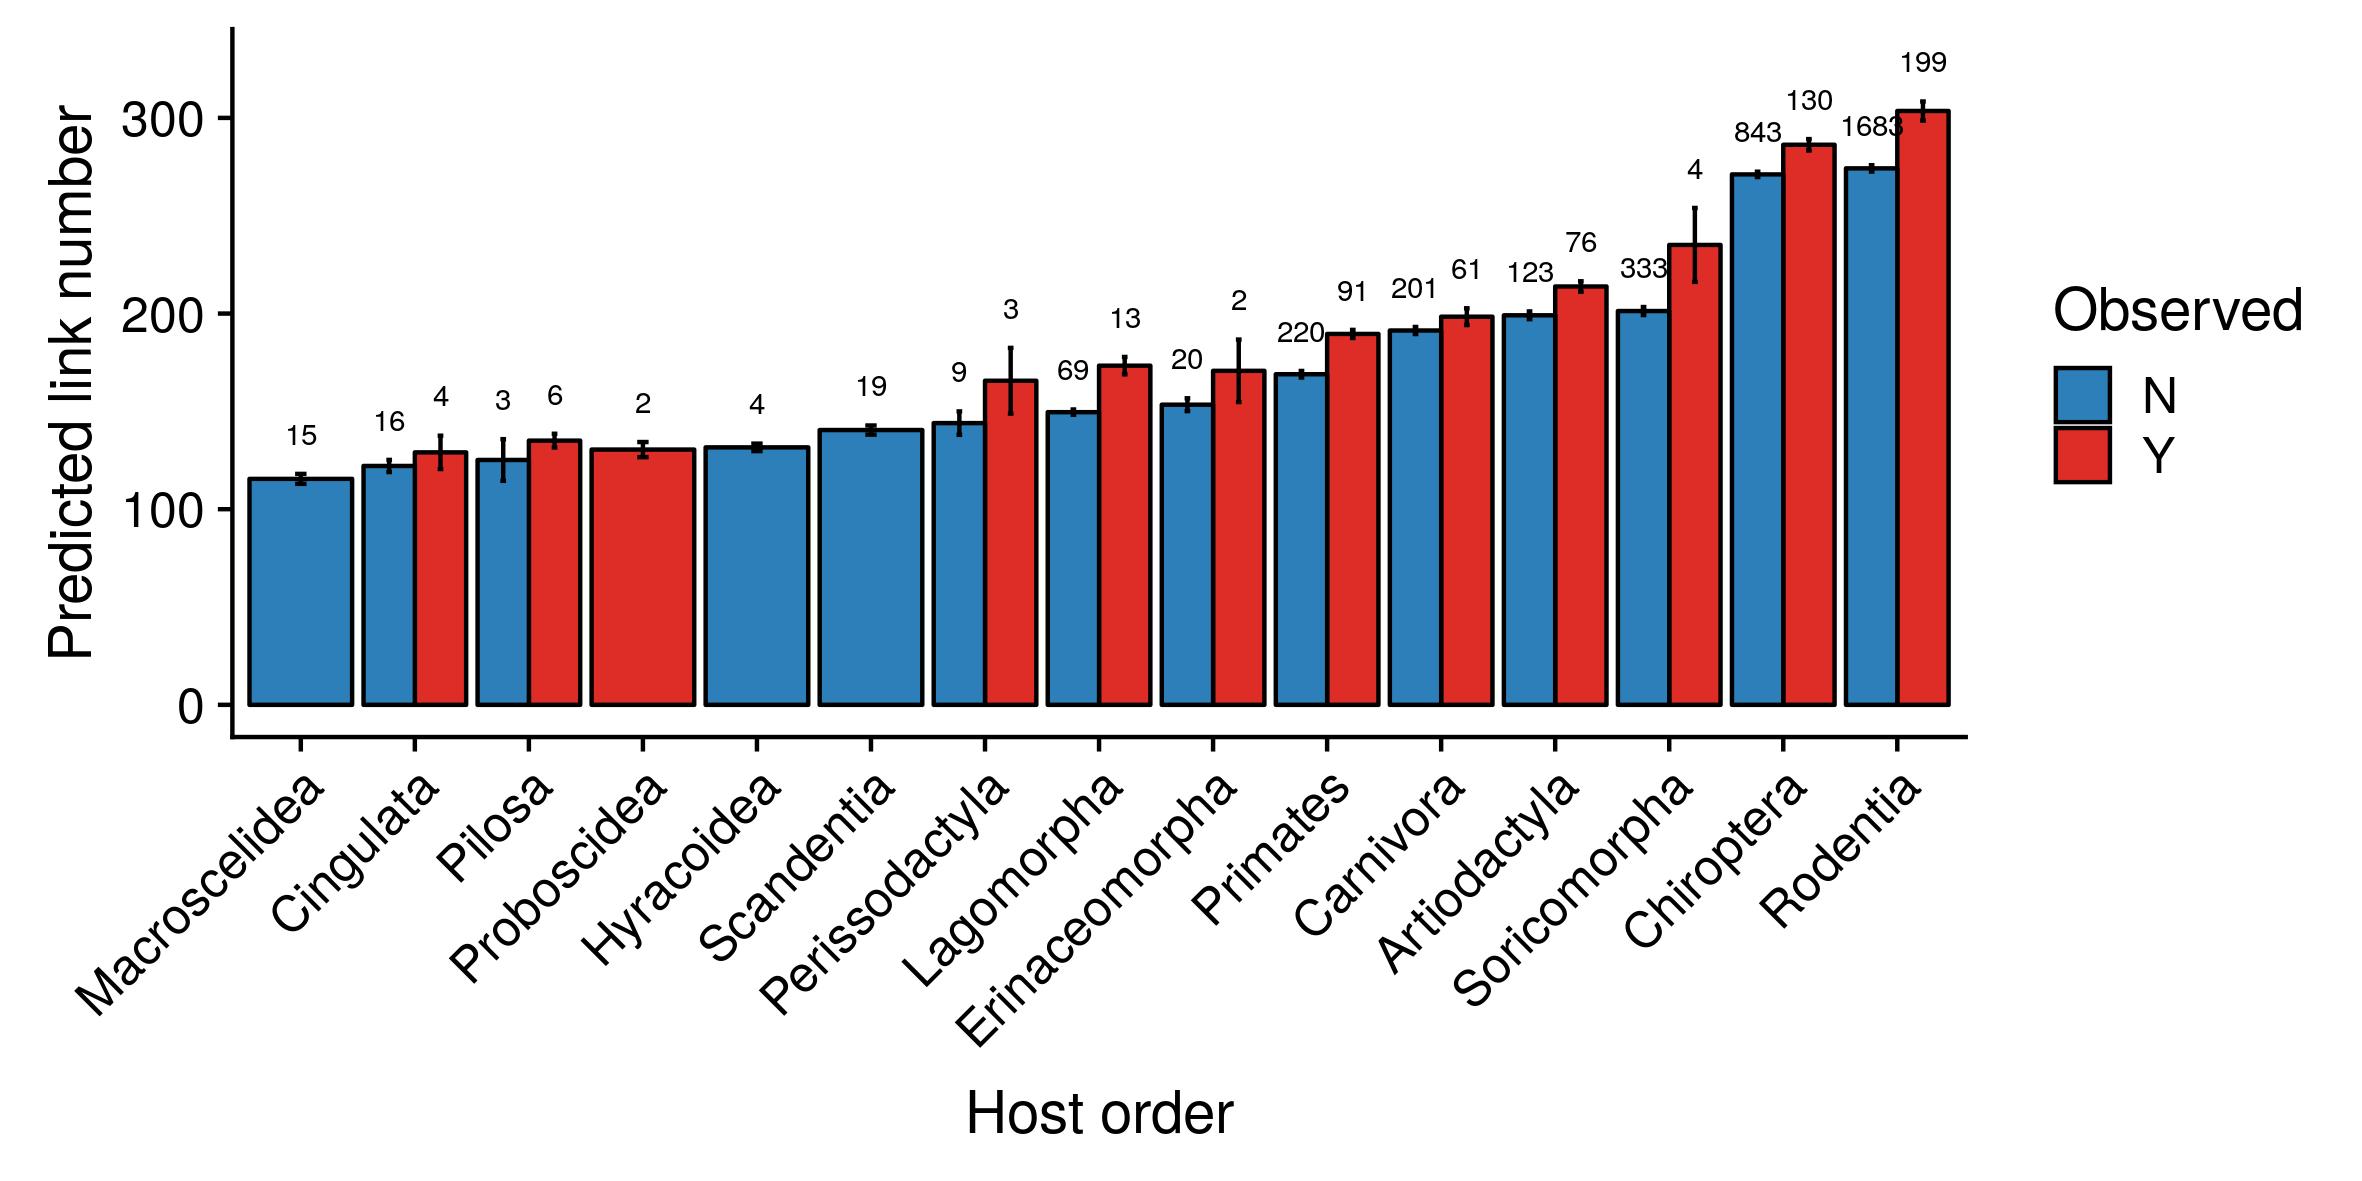 Predicted link number
300
200
100
0
15
16
4
3
6
2
4
19
9
3
69
13
20
2
220
91
201
61
123
76
333
4
843
130
1683
199
Macroscelidea
Cingulata
Pilosa
Proboscidea
Hyracoidea
Scandentia
Perissodactyla
Lagomorpha
Erinaceomorpha
Primates
Carnivora
Artiodactyla
Soricomorpha
Chiroptera
Rodentia
Host order
Observed
N
Y